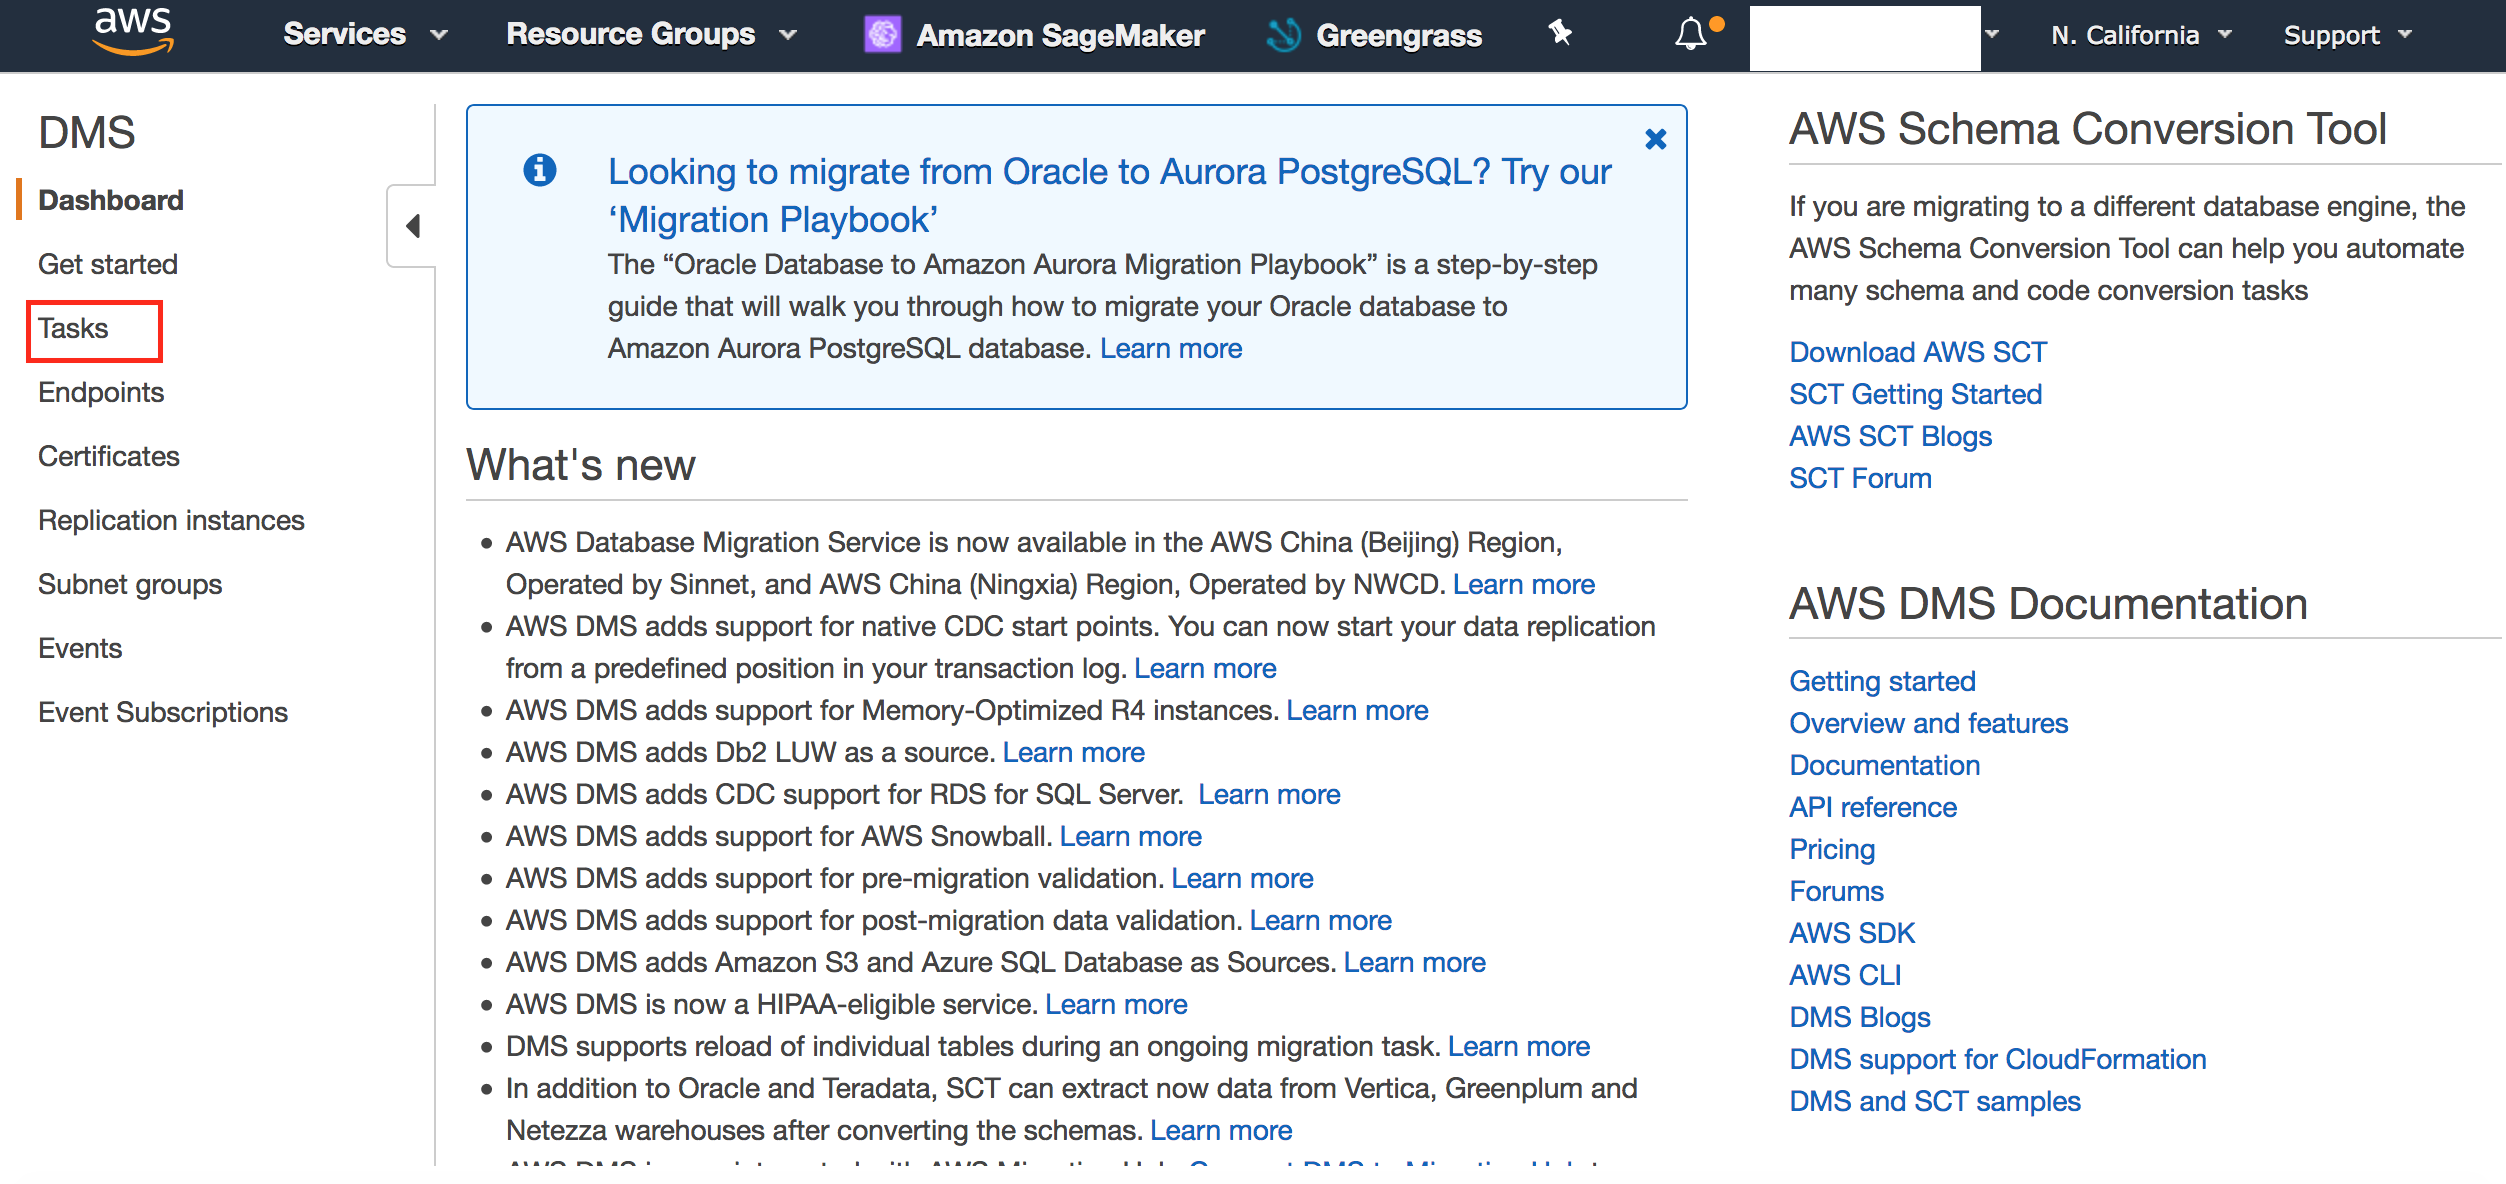 aws
Services
Resource Groups
Amazon SageMaker
Greengrass
N. California
Support
DMS
Dashboard
Get started
Tasks
Endpoints
Certificates
Replication instances
Subnet groups
Events
Event Subscriptions
Looking to migrate from Oracle to Aurora PostgreSQL? Try our
‘Migration Playbook’
The “Oracle Database to Amazon Aurora Migration Playbook” is a step-by-step
guide that will walk you through how to migrate your Oracle database to
Amazon Aurora PostgreSQL database. Learn more
What's new
AWS Database Migration Service is now available in the AWS China (Beijing) Region,
Operated by Sinnet, and AWS China (Ningxia) Region, Operated by NWCD. Learn more
AWS DMS adds support for native CDC start points. You can now start your data replication
from a predefined position in your transaction log. Learn more
AWS DMS adds support for Memory-Optimized R4 instances. Learn more
AWS DMS adds Db2 LUW as a source. Learn more
AWS DMS adds CDC support for RDS for SQL Server. Learn more
AWS DMS adds support for AWS Snowball. Learn more
AWS DMS adds support for pre-migration validation. Learn more
AWS DMS adds support for post-migration data validation. Learn more
AWS DMS adds Amazon S3 and Azure SQL Database as Sources. Learn more
AWS DMS is now a HIPAA-eligible service. Learn more
DMS supports reload of individual tables during an ongoing migration task. Learn more
In addition to Oracle and Teradata, SCT can extract now data from Vertica, Greenplum and
Netezza warehouses after converting the schemas. Learn more
AWS Schema Conversion Tool
If you are migrating to a different database engine, the
AWS Schema Conversion Tool can help you automate
many schema and code conversion tasks
Download AWS SCT
SCT Getting Started
AWS SCT Blogs
SCT Forum
AWS DMS Documentation
Getting started
Overview and features
Documentation
API reference
Pricing
Forums
AWS SDK
AWS CLI
DMS Blogs
DMS support for CloudFormation
DMS and SCT samples